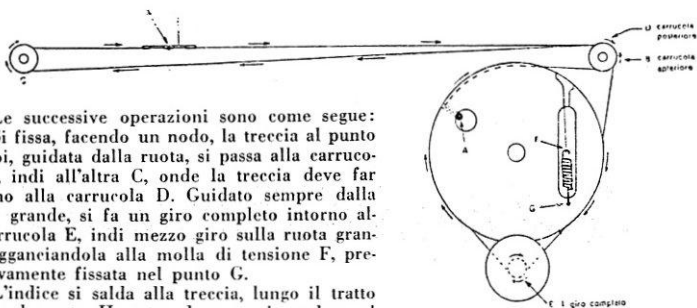 D carrucola
posteriore
B carrucola
anteriore
C
A
F
G
E 1 giro completo
Le successive operazioni sono come segue:
si fissa, facendo un nodo, la treccia al punto
oi, guidata dalla ruota, si passa alla carruco-
, indi all'altra C, onde la treccia deve far
no alla carrucola D. Guidato sempre dalla
grande, si fa un giro completo intorno al-
rrucola E, indi mezzo giro sulla ruota gran-
gganciandola alla molla di tensione F, pre-
vamente fissata nel punto G.
L'indice si salda alla treccia, lungo il tratto